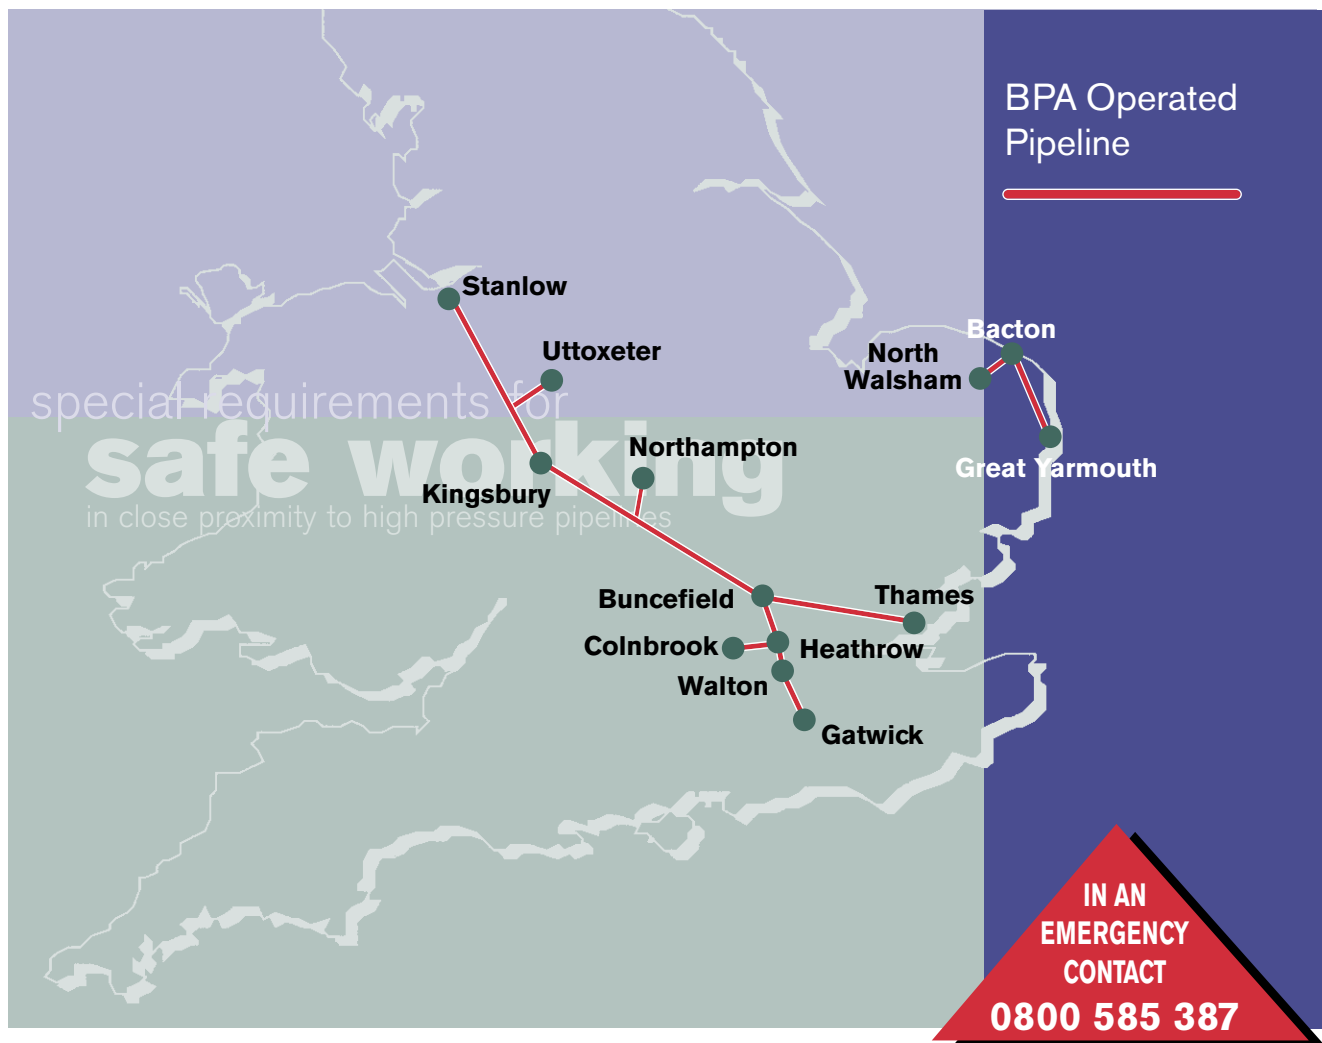 BPA Operated
Pipeline
Stanlow
Bacton
Uttoxeter
North
Walsham
special requirements for
safe working
in close proximity to high pressure pipelines
Northampton
Great Yarmouth
Kingsbury
Buncefield
Thames
Colnbrook
Heathrow
Walton
Gatwick
IN AN
EMERGENCY
CONTACT
0800 585 387